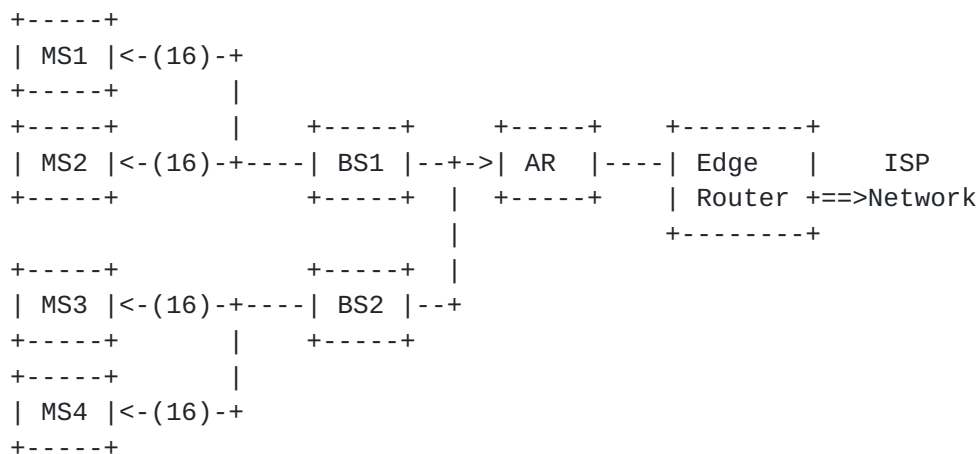 +-----+
| MS1 |<-(16)-+
+-----+       |
+-----+       |    +-----+     +-----+    +--------+
| MS2 |<-(16)-+----| BS1 |--+->| AR  |----| Edge   |    ISP
+-----+            +-----+  |  +-----+    | Router +==>Network
                            |             +--------+
+-----+            +-----+  |
| MS3 |<-(16)-+----| BS2 |--+
+-----+       |    +-----+
+-----+       |
| MS4 |<-(16)-+
+-----+